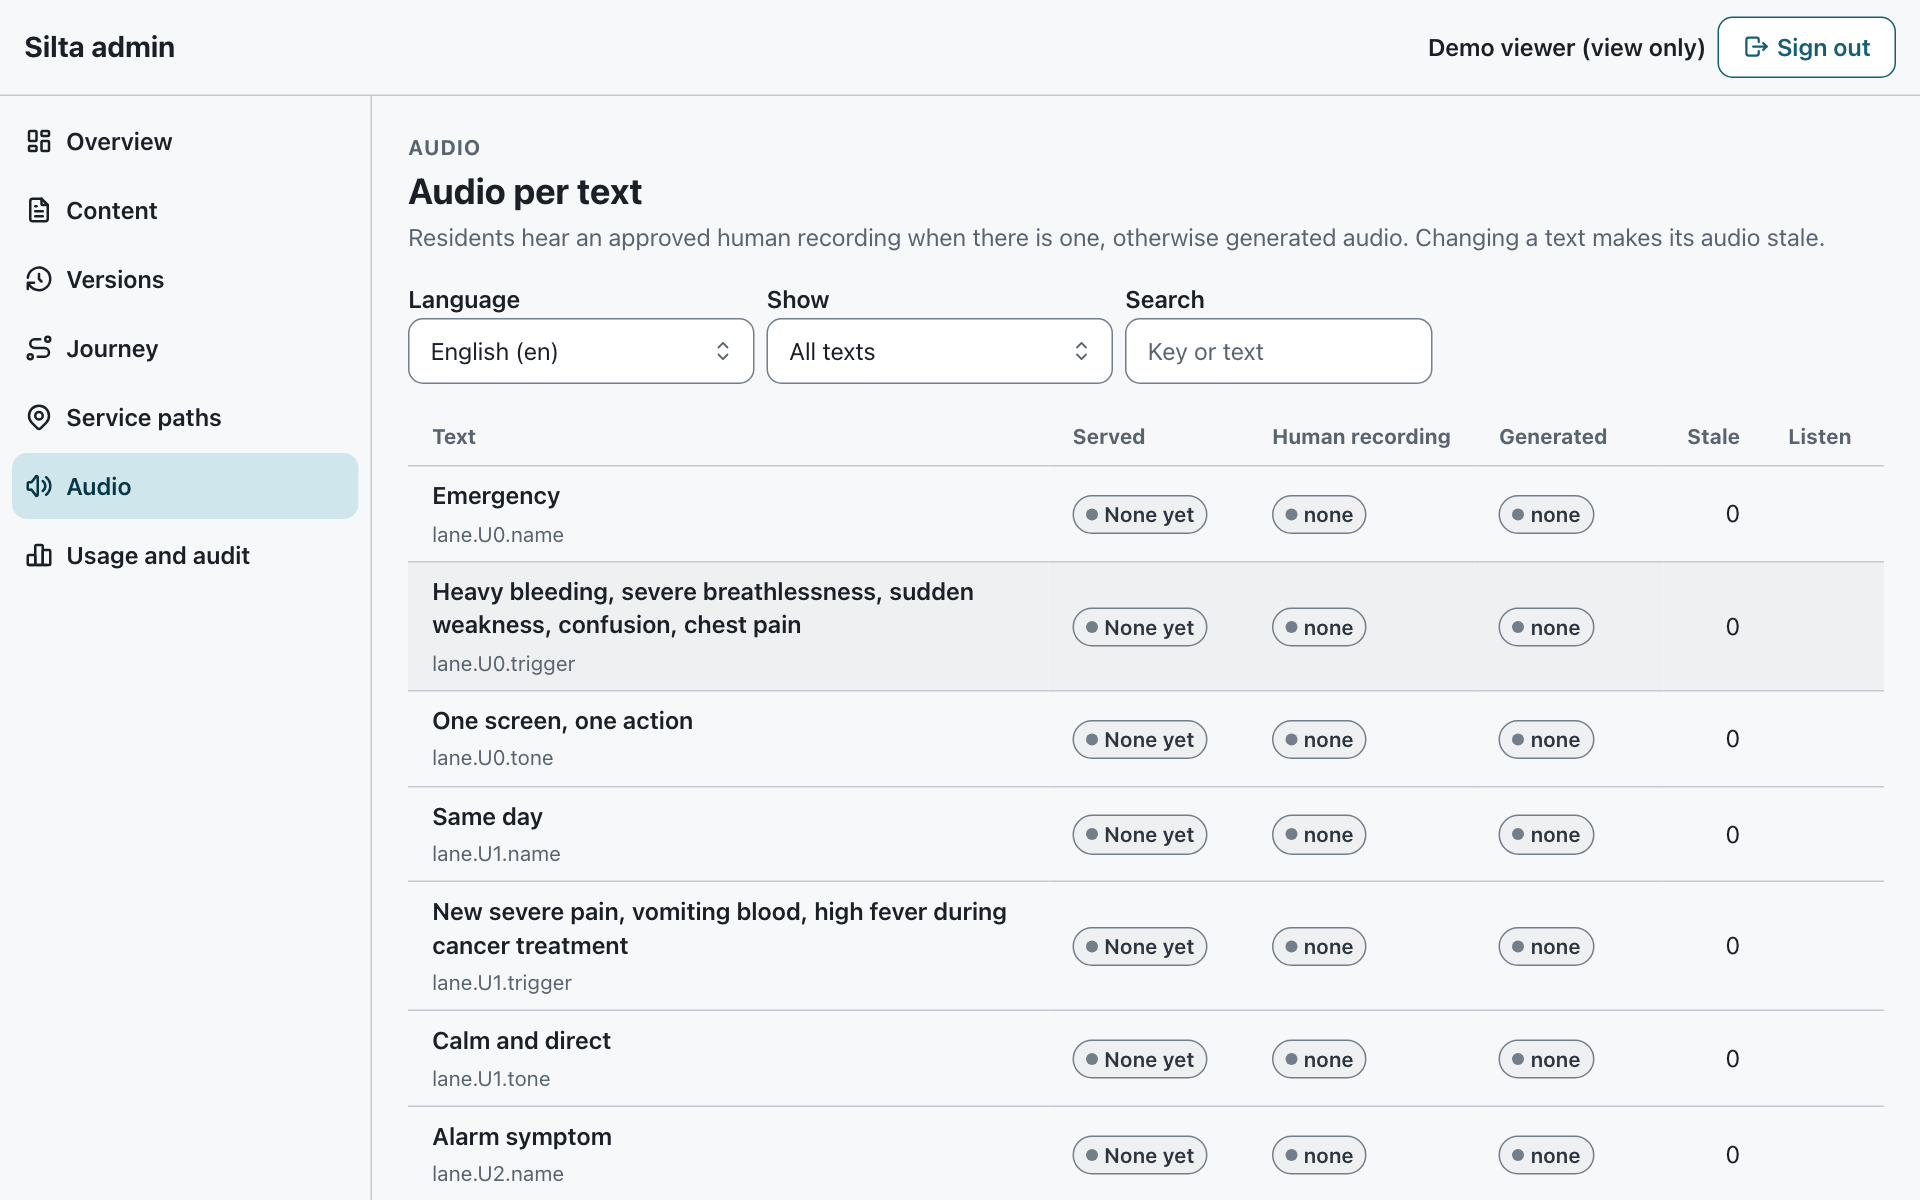 Silta admin
Demo viewer (view only)
Sign out
Overview
Content
Versions
Journey
Service paths
Audio
Usage and audit
AUDIO
Audio per text
Residents hear an approved human recording when there is one, otherwise generated audio. Changing a text makes its audio stale.
Language
Show
Search
English (en)
All texts
Key or text
Text Served Human recording Generated Stale Listen
Emergency
lane.U0.name
None yet none none 0
Heavy bleeding, severe breathlessness, sudden
weakness, confusion, chest pain
lane.U0.trigger
None yet none none 0
One screen, one action
lane.U0.tone
None yet none none 0
Same day
lane.U1.name
None yet none none 0
New severe pain, vomiting blood, high fever during
cancer treatment
lane.U1.trigger
None yet none none 0
Calm and direct
lane.U1.tone
None yet none none 0
Alarm symptom
lane.U2.name
None yet none none 0